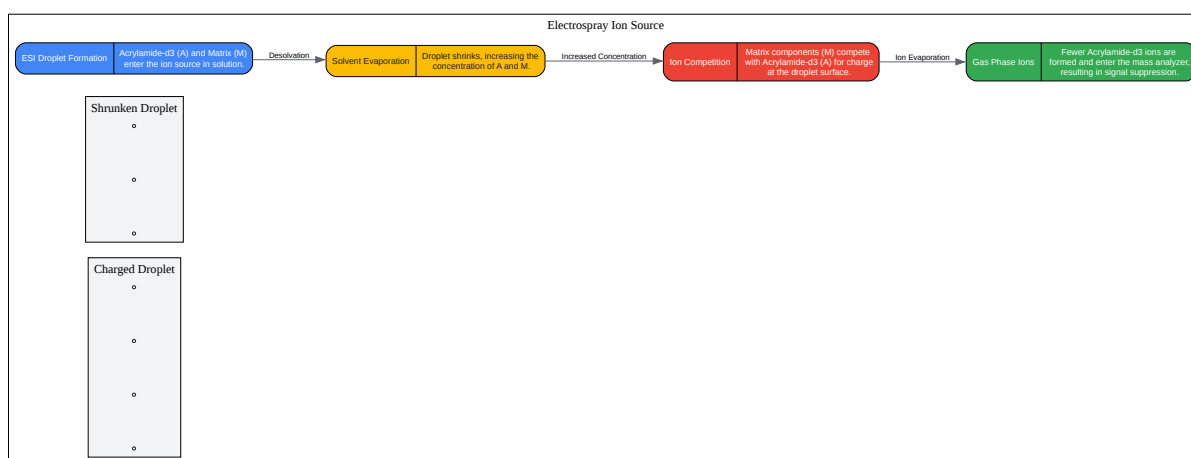 Electrospray Ion Source
ESI Droplet Formation
Acrylamide-d3 (A) and Matrix (M)
enter the ion source in solution.
Desolvation
Solvent Evaporation
Droplet shrinks, increasing the
concentration of A and M.
Increased Concentration
Ion Competition
Matrix components (M) compete
with Acrylamide-d3 (A) for charge
at the droplet surface.
Ion Evaporation
Gas Phase Ions
Fewer Acrylamide-d3 ions are
formed and enter the mass analyzer,
resulting in signal suppression.
Shrunken Droplet
Charged Droplet